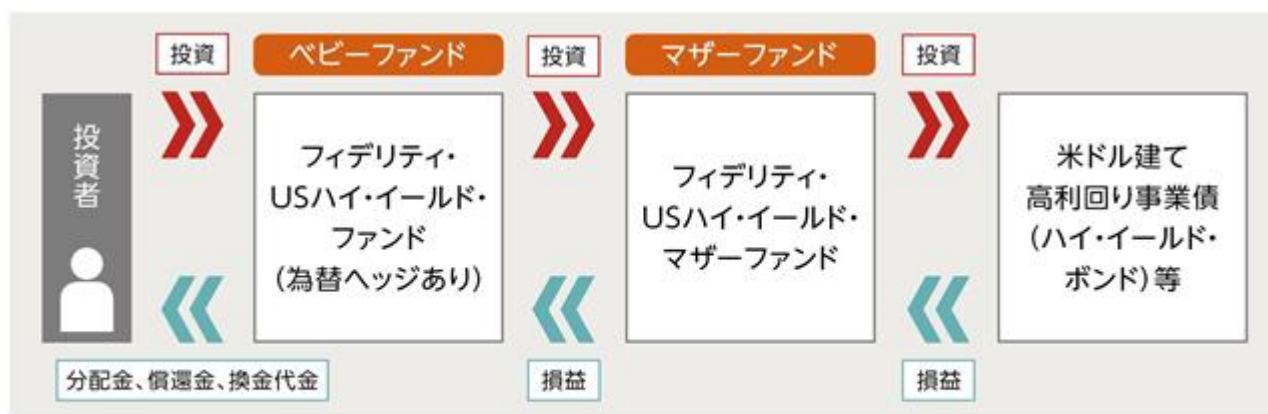 投資
ベビーファンド
投資
マザーファンド
投資
投資者
フィデリティ・
USハイ・イールド・
ファンド
(為替ヘッジあり)
フィデリティ・
USハイ・イールド・
マザーファンド
米ドル建て
高利回り事業債
(ハイ・イールド・
ボンド)等
分配金、償還金、換金代金
損益
損益